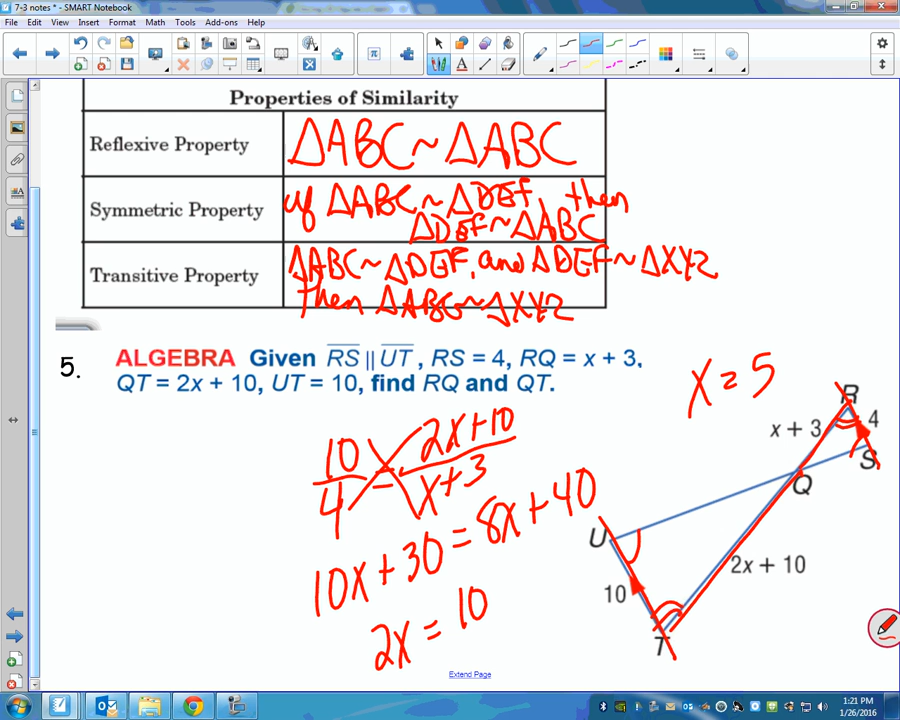 7-3 notes * - SMART Notebook
File Edit View Insert Format Math Tools Add-ons Help
Properties of Similarity
Reflexive Property ΔABC~ΔABC
Symmetric Property if ΔABC~ΔDEF, then
ΔDEF~ΔABC
Transitive Property ΔABC~ΔDEF, and ΔDEF~ΔXYZ
then ΔABC~ΔXYZ
5. ALGEBRA Given RS || UT, RS = 4, RQ = x + 3,
QT = 2x + 10, UT = 10, find RQ and QT.
x = 5
10/4 = 2x+10/x+3
10x + 30 = 8x + 40
2x = 10
R
x + 3
4
S
Q
U
2x + 10
10
T
Extend Page
1:21 PM
1/26/2016